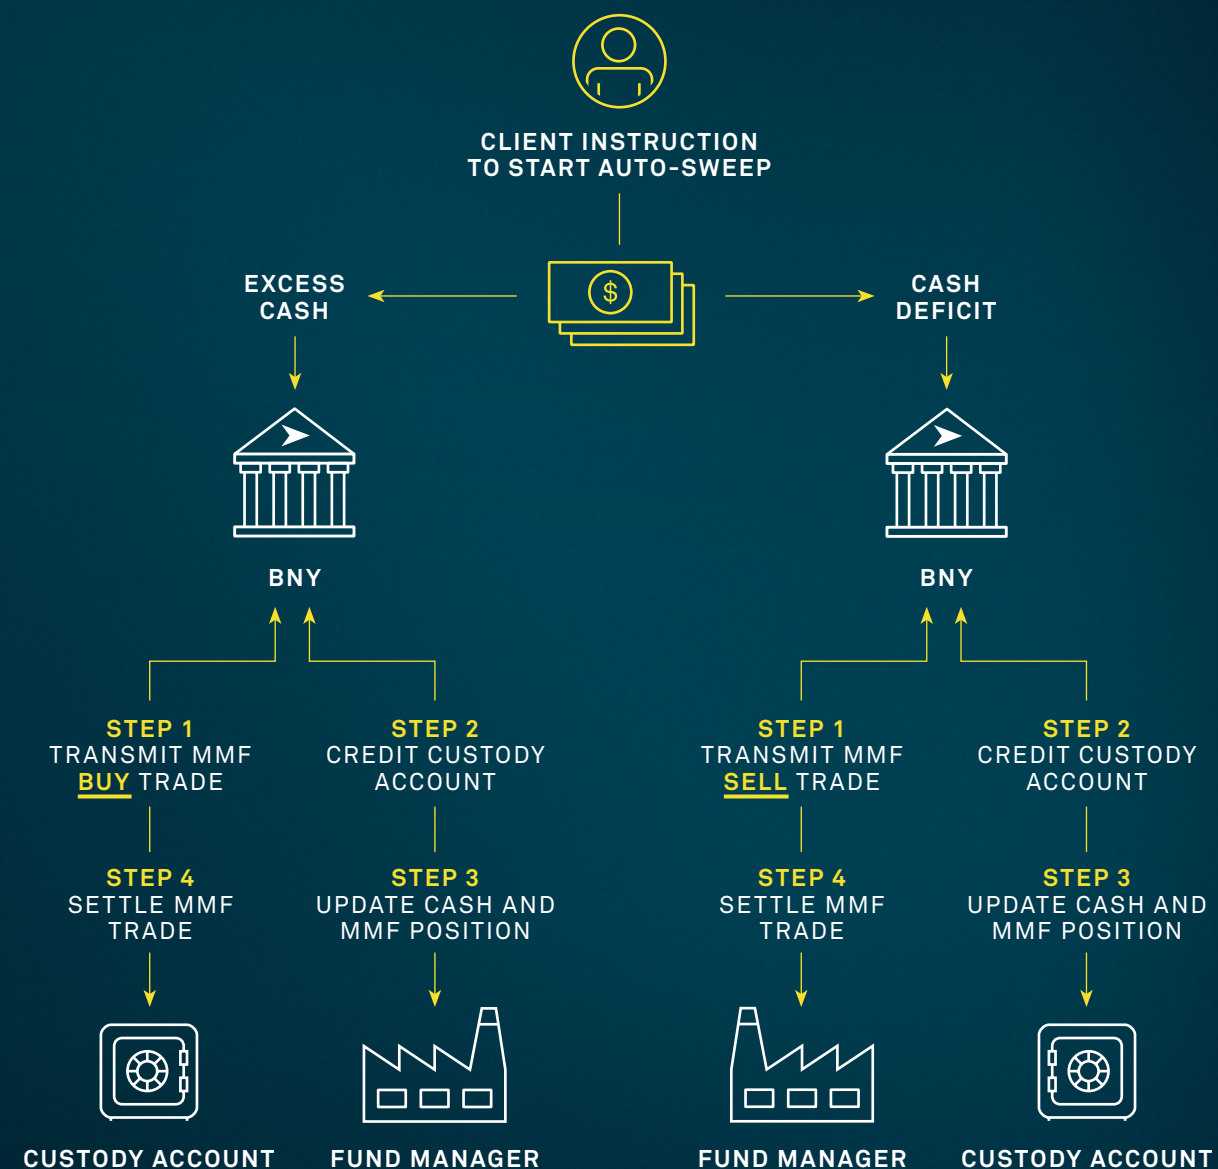 CLIENT INSTRUCTION
TO START AUTO-SWEEP
EXCESS
CASH
$
CASH
DEFICIT
BNY
BNY
STEP 1
TRANSMIT MMF
BUY TRADE
STEP 2
CREDIT CUSTODY
ACCOUNT
STEP 1
TRANSMIT MMF
SELL TRADE
STEP 2
CREDIT CUSTODY
ACCOUNT
STEP 4
SETTLE MMF
TRADE
STEP 3
UPDATE CASH AND
MMF POSITION
STEP 4
SETTLE MMF
TRADE
STEP 3
UPDATE CASH AND
MMF POSITION
CUSTODY ACCOUNT
FUND MANAGER
FUND MANAGER
CUSTODY ACCOUNT